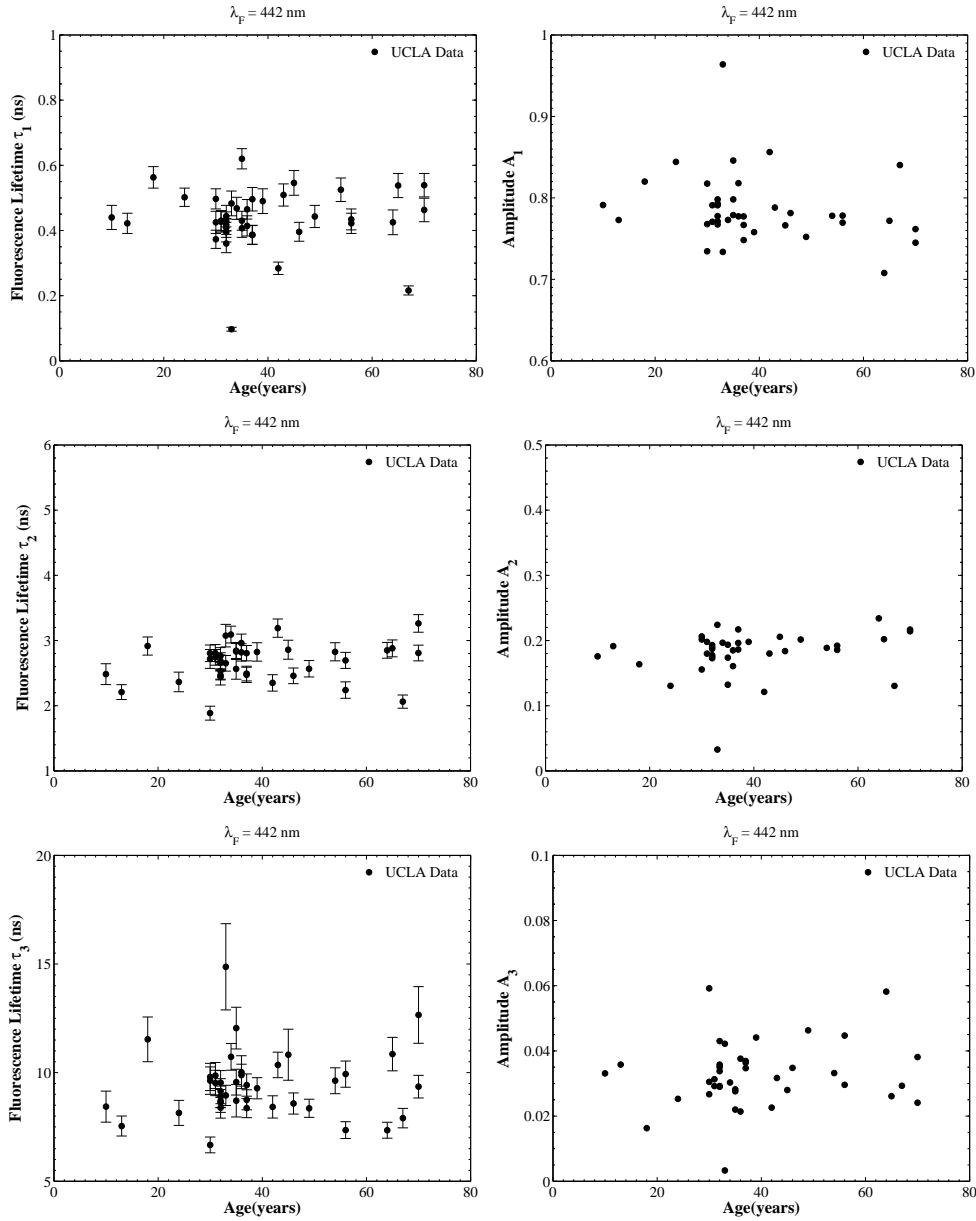 λF = 442 nm
UCLA Data
Fluorescence Lifetime τ1 (ns)
1
0.8
0.6
0.4
0.2
0
0 20 40 60 80
Age(years)
λF = 442 nm
UCLA Data
Amplitude A1
1
0.9
0.8
0.7
0.6
0 20 40 60 80
Age(years)
λF = 442 nm
UCLA Data
Fluorescence Lifetime τ2 (ns)
6
5
4
3
2
1
0 20 40 60 80
Age(years)
λF = 442 nm
UCLA Data
Amplitude A2
0.5
0.4
0.3
0.2
0.1
0
0 20 40 60 80
Age(years)
λF = 442 nm
UCLA Data
Fluorescence Lifetime τ3 (ns)
20
15
10
5
0 20 40 60 80
Age(years)
λF = 442 nm
UCLA Data
Amplitude A3
0.1
0.08
0.06
0.04
0.02
0
0 20 40 60 80
Age(years)